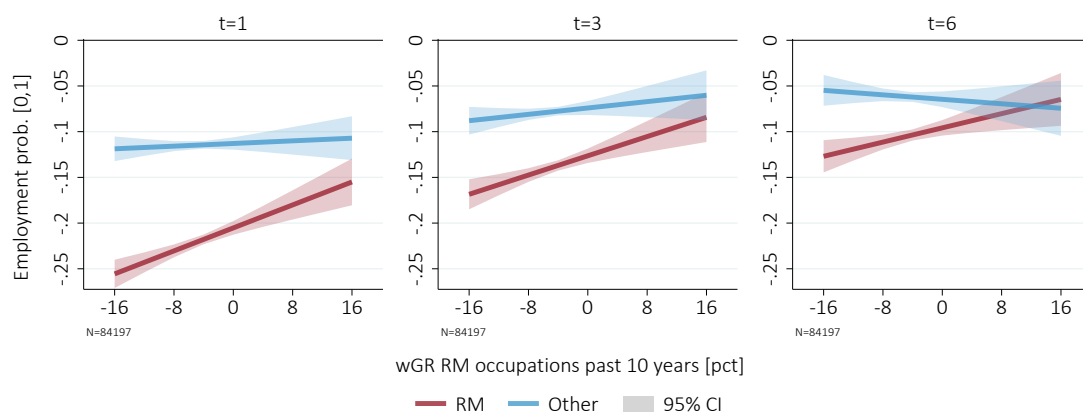 t=1
t=3
t=6
Employment prob. [0,1]
0
-.05
-.1
-.15
-.2
-.25
-16 -8 0 8 16
N=84197
0
-.05
-.1
-.15
-.2
-.25
-16 -8 0 8 16
N=84197
0
-.05
-.1
-.15
-.2
-.25
-16 -8 0 8 16
N=84197
wGR RM occupations past 10 years [pct]
RM Other 95% CI